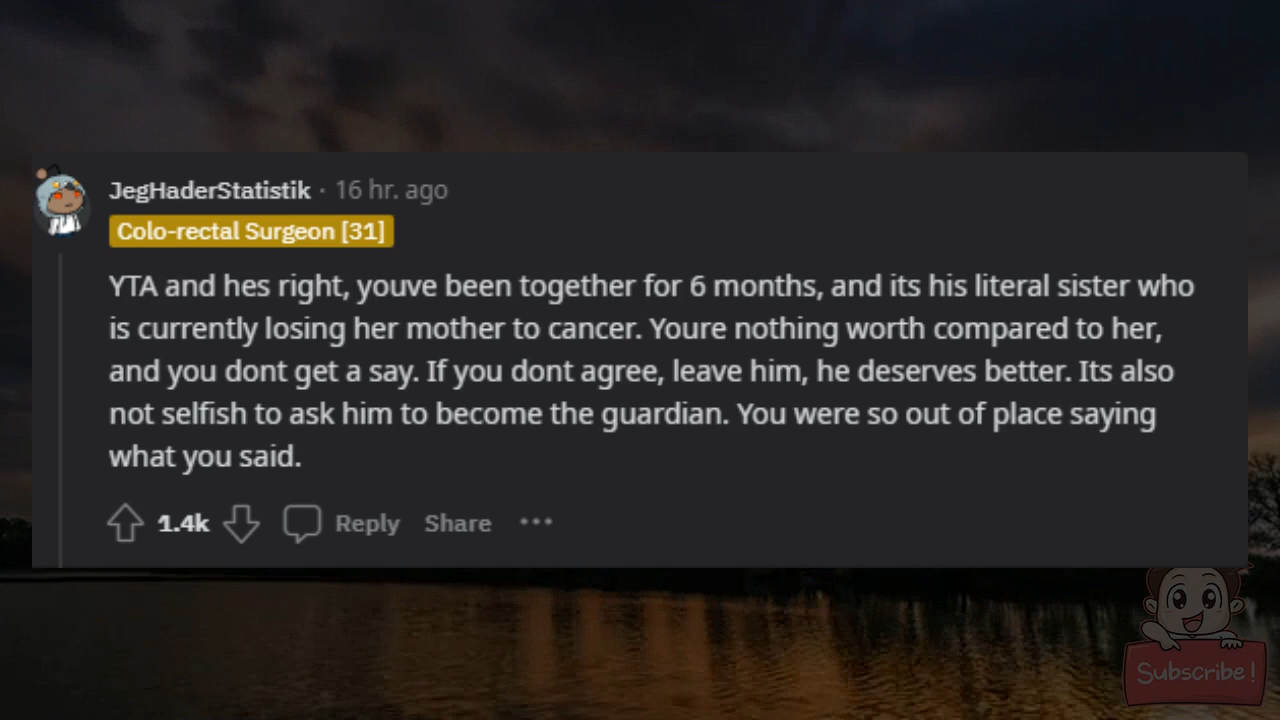 JegHaderStatistik · 16 hr. ago
Colo-rectal Surgeon [31]
YTA and hes right, youve been together for 6 months, and its his literal sister who
is currently losing her mother to cancer. Youre nothing worth compared to her,
and you dont get a say. If you dont agree, leave him, he deserves better. Its also
not selfish to ask him to become the guardian. You were so out of place saying
what you said.
1.4k Reply Share ···
Subscribe!